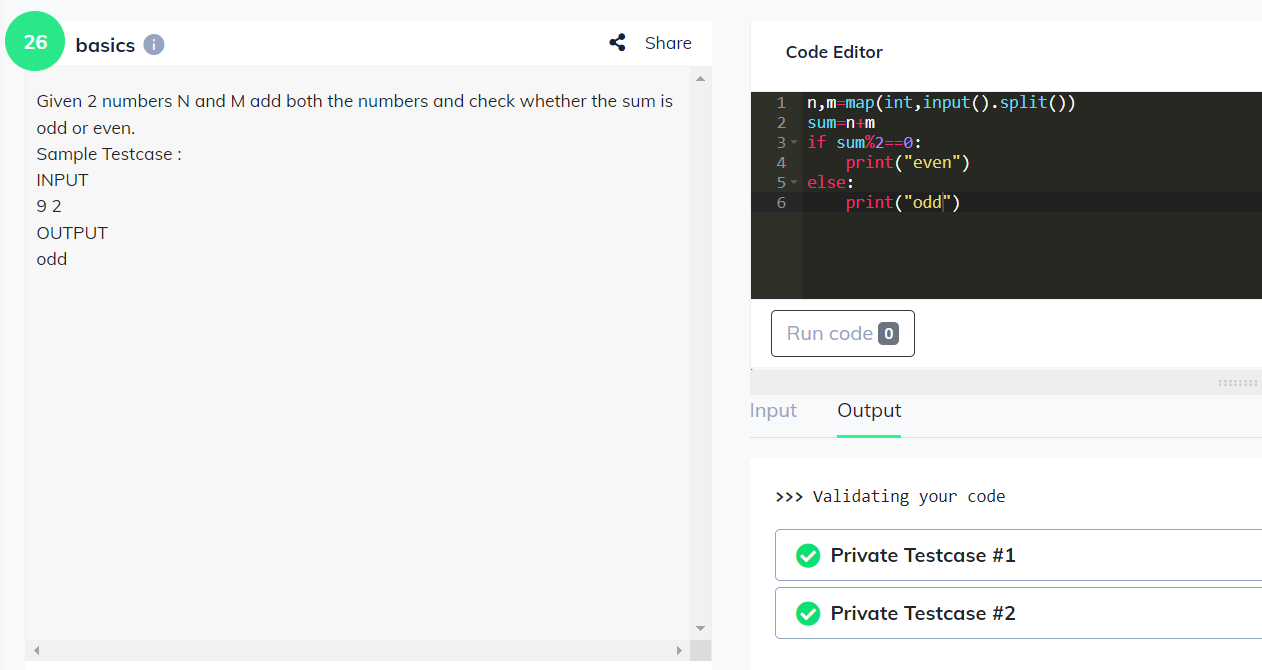 26
basics
Share
Given 2 numbers N and M add both the numbers and check whether the sum is
odd or even.
Sample Testcase :
INPUT
9 2
OUTPUT
odd
Code Editor
1 n,m=map(int,input().split())
2 sum=n+m
3 if sum%2==0:
4     print("even")
5 else:
6     print("odd")
Run code 0
Input
Output
>>> Validating your code
Private Testcase #1
Private Testcase #2